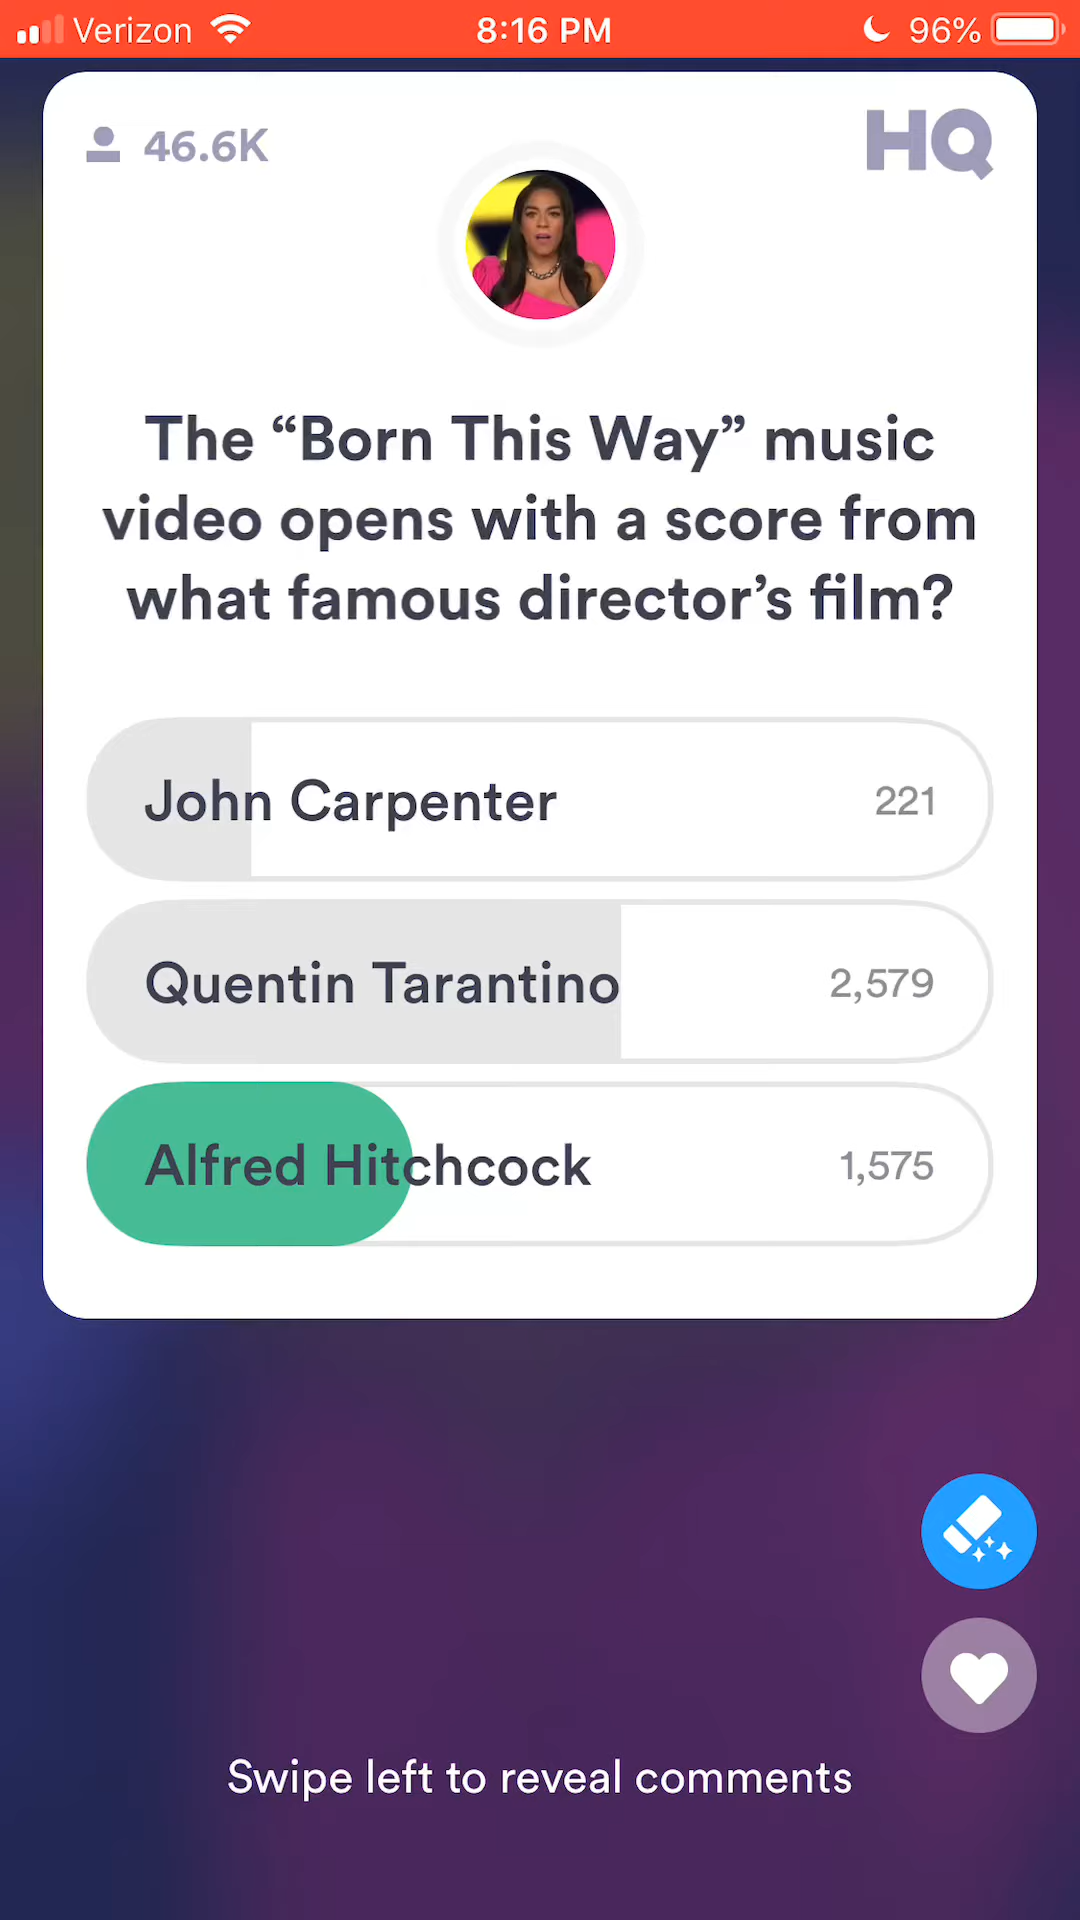 Verizon 8:16 PM 96%
46.6K HQ
The “Born This Way” music
video opens with a score from
what famous director’s film?
John Carpenter 221
Quentin Tarantino 2,579
Alfred Hitchcock 1,575
Swipe left to reveal comments